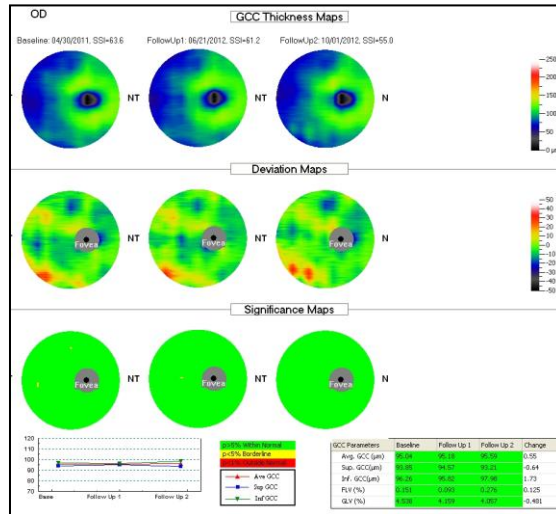 OD
GCC Thickness Maps
Baseline: 04/30/2011, SSI=63.6 FollowUp1: 06/21/2012, SSI=61.2 FollowUp2: 10/01/2012, SSI=55.0
NT NT N
250
200
150
100
50
0 µm
Deviation Maps
Fovea Fovea Fovea
NT NT N
50
40
30
20
10
0
-10
-20
-30
-40
-50
Significance Maps
Fovea Fovea Fovea
NT NT N
120
110
100
90
80
70
Base Follow Up 1 Follow Up 2
p>5% Within Normal
p<5% Borderline
Ave GCC
Sup GCC
Inf GCC
GCC Parameters Baseline Follow Up 1 Follow Up 2 Change
Avg. GCC (µm) 95.04 95.18 95.59 0.55
Sup. GCC(µm) 93.85 94.57 93.21 -0.64
Inf. GCC(µm) 96.26 95.82 97.98 1.73
FLV (%) 0.151 0.093 0.276 0.125
GLV (%) 4.508 4.159 -0.401